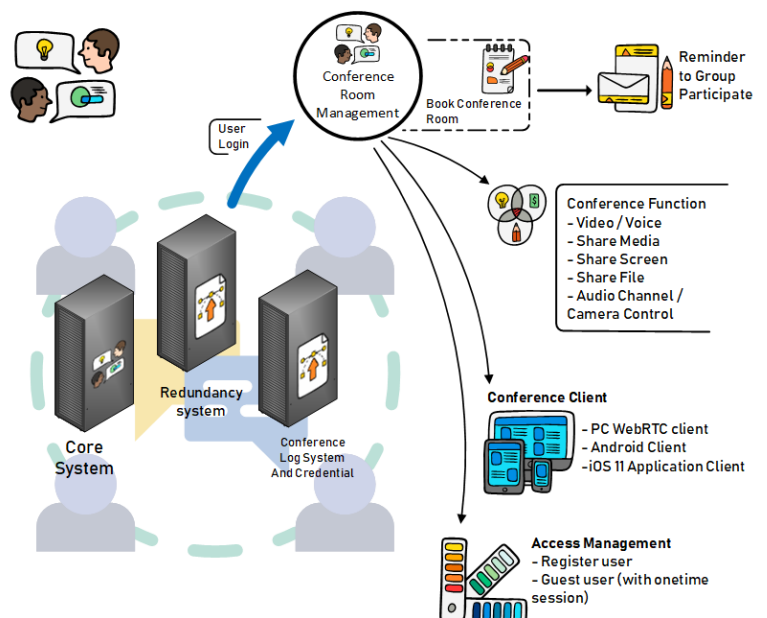 Conference
Room
Management
Book Conference
Room
Reminder
to Group
Participate
User
Login
Conference Function
- Video / Voice
- Share Media
- Share Screen
- Share File
- Audio Channel /
Camera Control
Redundancy
system
Core
System
Conference
Log System
And Credential
Conference Client
- PC WebRTC client
- Android Client
-iOS 11 Application Client
Access Management
- Register user
- Guest user (with onetime
session)